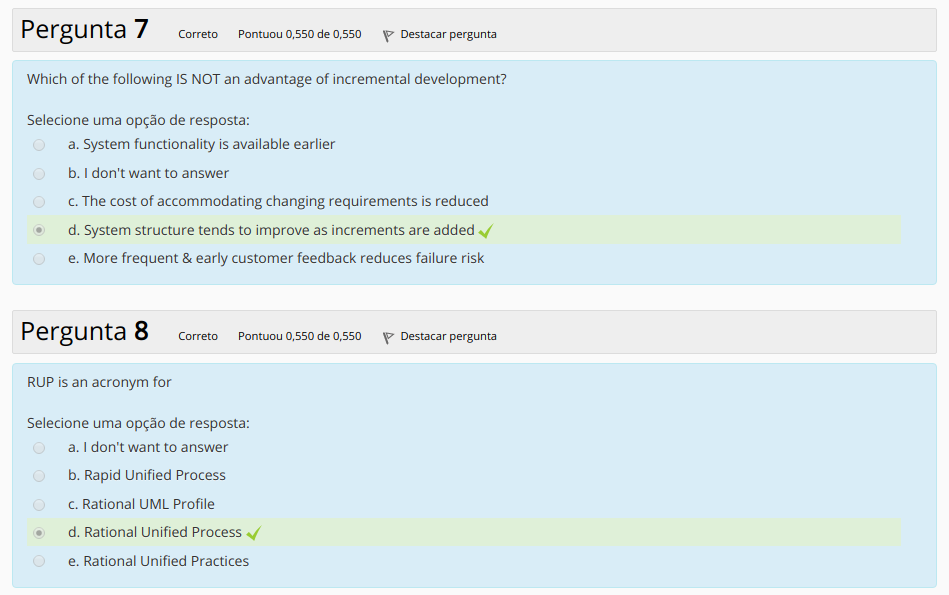 Pergunta 7 Correto Pontuou 0,550 de 0,550 Destacar pergunta
Which of the following IS NOT an advantage of incremental development?
Selecione uma opção de resposta:
a. System functionality is available earlier
b. I don't want to answer
c. The cost of accommodating changing requirements is reduced
d. System structure tends to improve as increments are added
e. More frequent & early customer feedback reduces failure risk
Pergunta 8 Correto Pontuou 0,550 de 0,550 Destacar pergunta
RUP is an acronym for
Selecione uma opção de resposta:
a. I don't want to answer
b. Rapid Unified Process
c. Rational UML Profile
d. Rational Unified Process
e. Rational Unified Practices